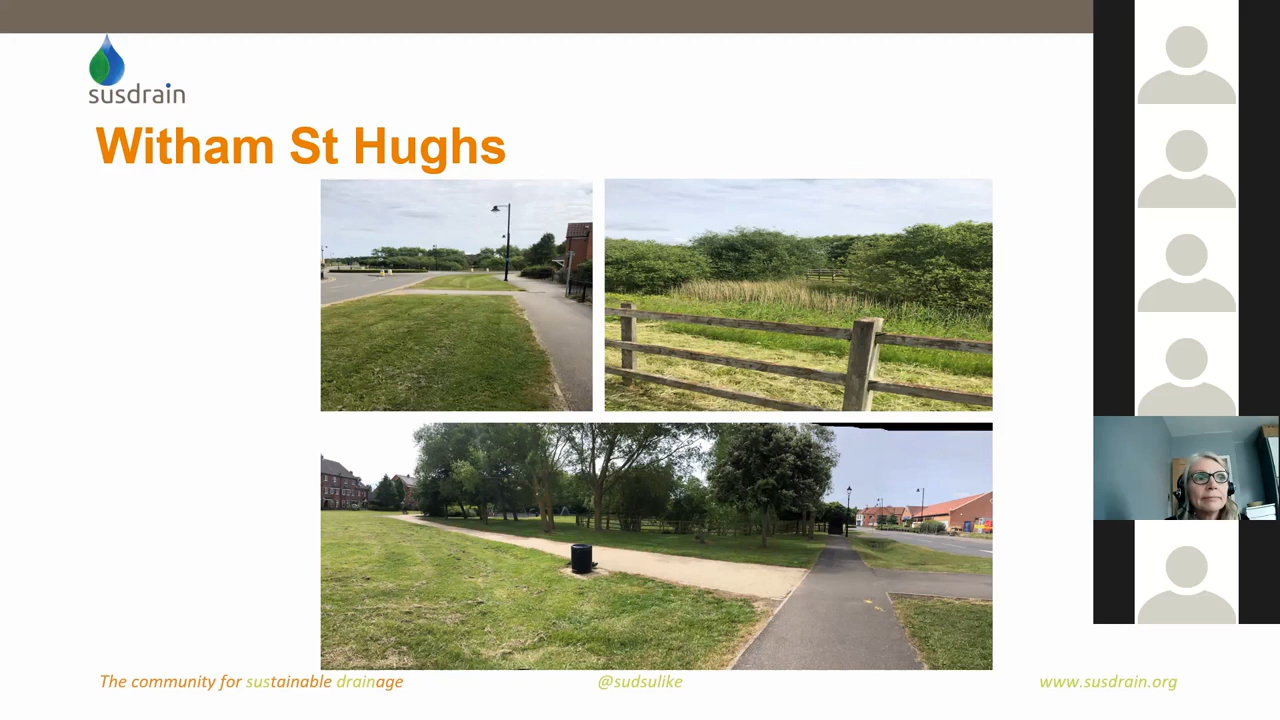 susdrain
Witham St Hughs
The community for sustainable drainage
@sudsulike
www.susdrain.org